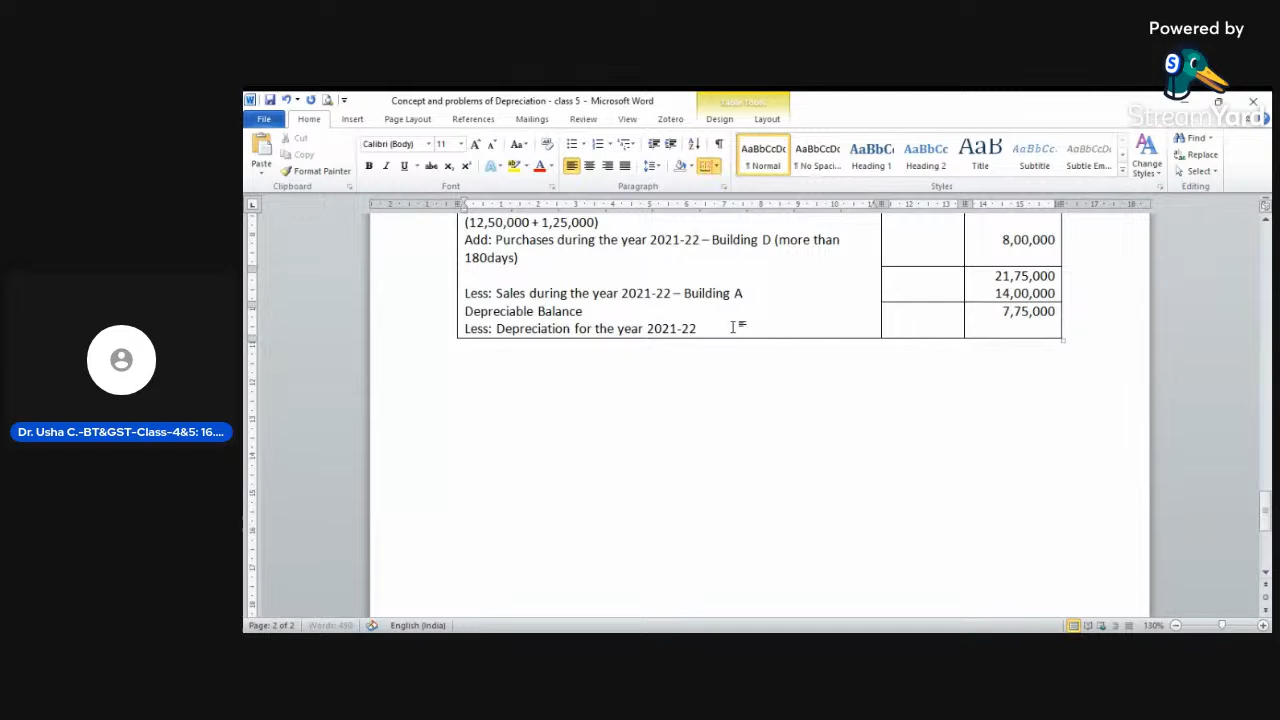 Powered by
S
StreamYard
Concept and problems of Depreciation - class 5 - Microsoft Word
Table Tools
File
Home
Insert
Page Layout
References
Mailings
Review
View
Zotero
Design
Layout
Paste
Cut
Copy
Format Painter
Clipboard
Calibri (Body)
11
Font
Paragraph
AaBbCcDc
¶ Normal
AaBbCcDc
¶ No Spaci...
AaBbCc
Heading 1
AaBbCc
Heading 2
AaB
Title
AaBbCc.
Subtitle
AaBbCcDc
Subtle Em...
Change
Styles
Styles
Find
Replace
Select
Editing
(12,50,000 + 1,25,000)
Add: Purchases during the year 2021-22 – Building D (more than
180days)
8,00,000
21,75,000
Less: Sales during the year 2021-22 – Building A
14,00,000
Depreciable Balance
7,75,000
Less: Depreciation for the year 2021-22
Dr. Usha C.-BT&GST-Class-4&5: 16....
Page: 2 of 2
Words: 490
English (India)
130%